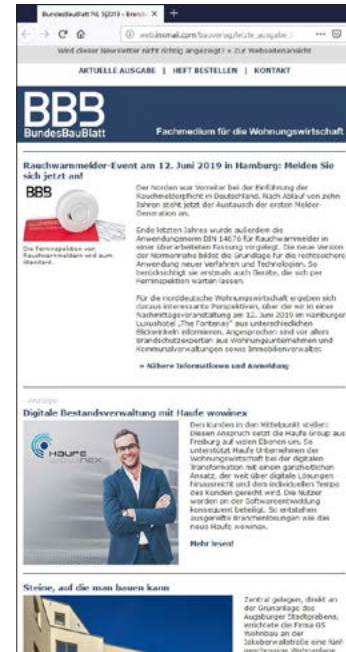 BundesBauBlatt NL 5|2019 - Brands
Wird dieser Newsletter nicht richtig angezeigt? » Zur Webseitenansicht
AKTUELLE AUSGABE | HEFT BESTELLEN | KONTAKT
BBB
BundesBauBlatt
Fachmedium für die Wohnungswirtschaft
Rauchwarnmelder-Event am 12. Juni 2019 in Hamburg: Melden Sie
sich jetzt an!
BBB
Der Norden war Vorreiter bei der Einführung der
Rauchmelderpflicht in Deutschland. Nach Ablauf von zehn
Jahren steht jetzt der Austausch der ersten Melder-
Generation an.
Die Ferninspektion von
Rauchwarnmeldern wird zum
Standard.
Ende letzten Jahres wurde außerdem die
Anwendungsnorm DIN 14676 für Rauchwarnmelder in
einer überarbeiteten Fassung vorgelegt. Die neue Version
der Normenreihe bildet die Grundlage für die rechtssichere
Anwendung neuer Verfahren und Technologien. So
berücksichtigt sie erstmals auch Geräte, die sich per
Ferninspektion warten lassen.
Für die norddeutsche Wohnungswirtschaft ergeben sich
daraus interessante Perspektiven, über die wir in einer
Nachmittagsveranstaltung am 12. Juni 2019 im Hamburger
Luxushotel „The Fontenay" aus unterschiedlichen
Blickwinkeln informieren. Angesprochen sind vor allem
Brandschutzexperten aus Wohnungsunternehmen und
Kommunalverwaltungen sowie Immobilienverwalter.
» Nähere Informationen und Anmeldung
Anzeige
Digitale Bestandsverwaltung mit Haufe wowinex
HAUFE
wowinex
Den Kunden in den Mittelpunkt stellen:
Diesen Anspruch setzt die Haufe Group aus
Freiburg auf vielen Ebenen um. So
unterstützt Haufe Unternehmen der
Wohnungswirtschaft bei der digitalen
Transformation mit einem ganzheitlichen
Ansatz, der weit über digitale Lösungen
hinausreicht und dem individuellen Tempo
des Kunden gerecht wird. Die Nutzer
werden an der Softwareentwicklung
konsequent beteiligt. So entstehen
ausgereifte Branchenlösungen wie das
neue Haufe wowinex.
Mehr lesen!
Steine, auf die man bauen kann
Zentral gelegen, direkt an
der Grünanlage des
Augsburger Stadtgrabens,
errichtete die Firma GS
Wohnbau an der
Jakoberwallstraße eine fünf-
geschossige Wohnanlage